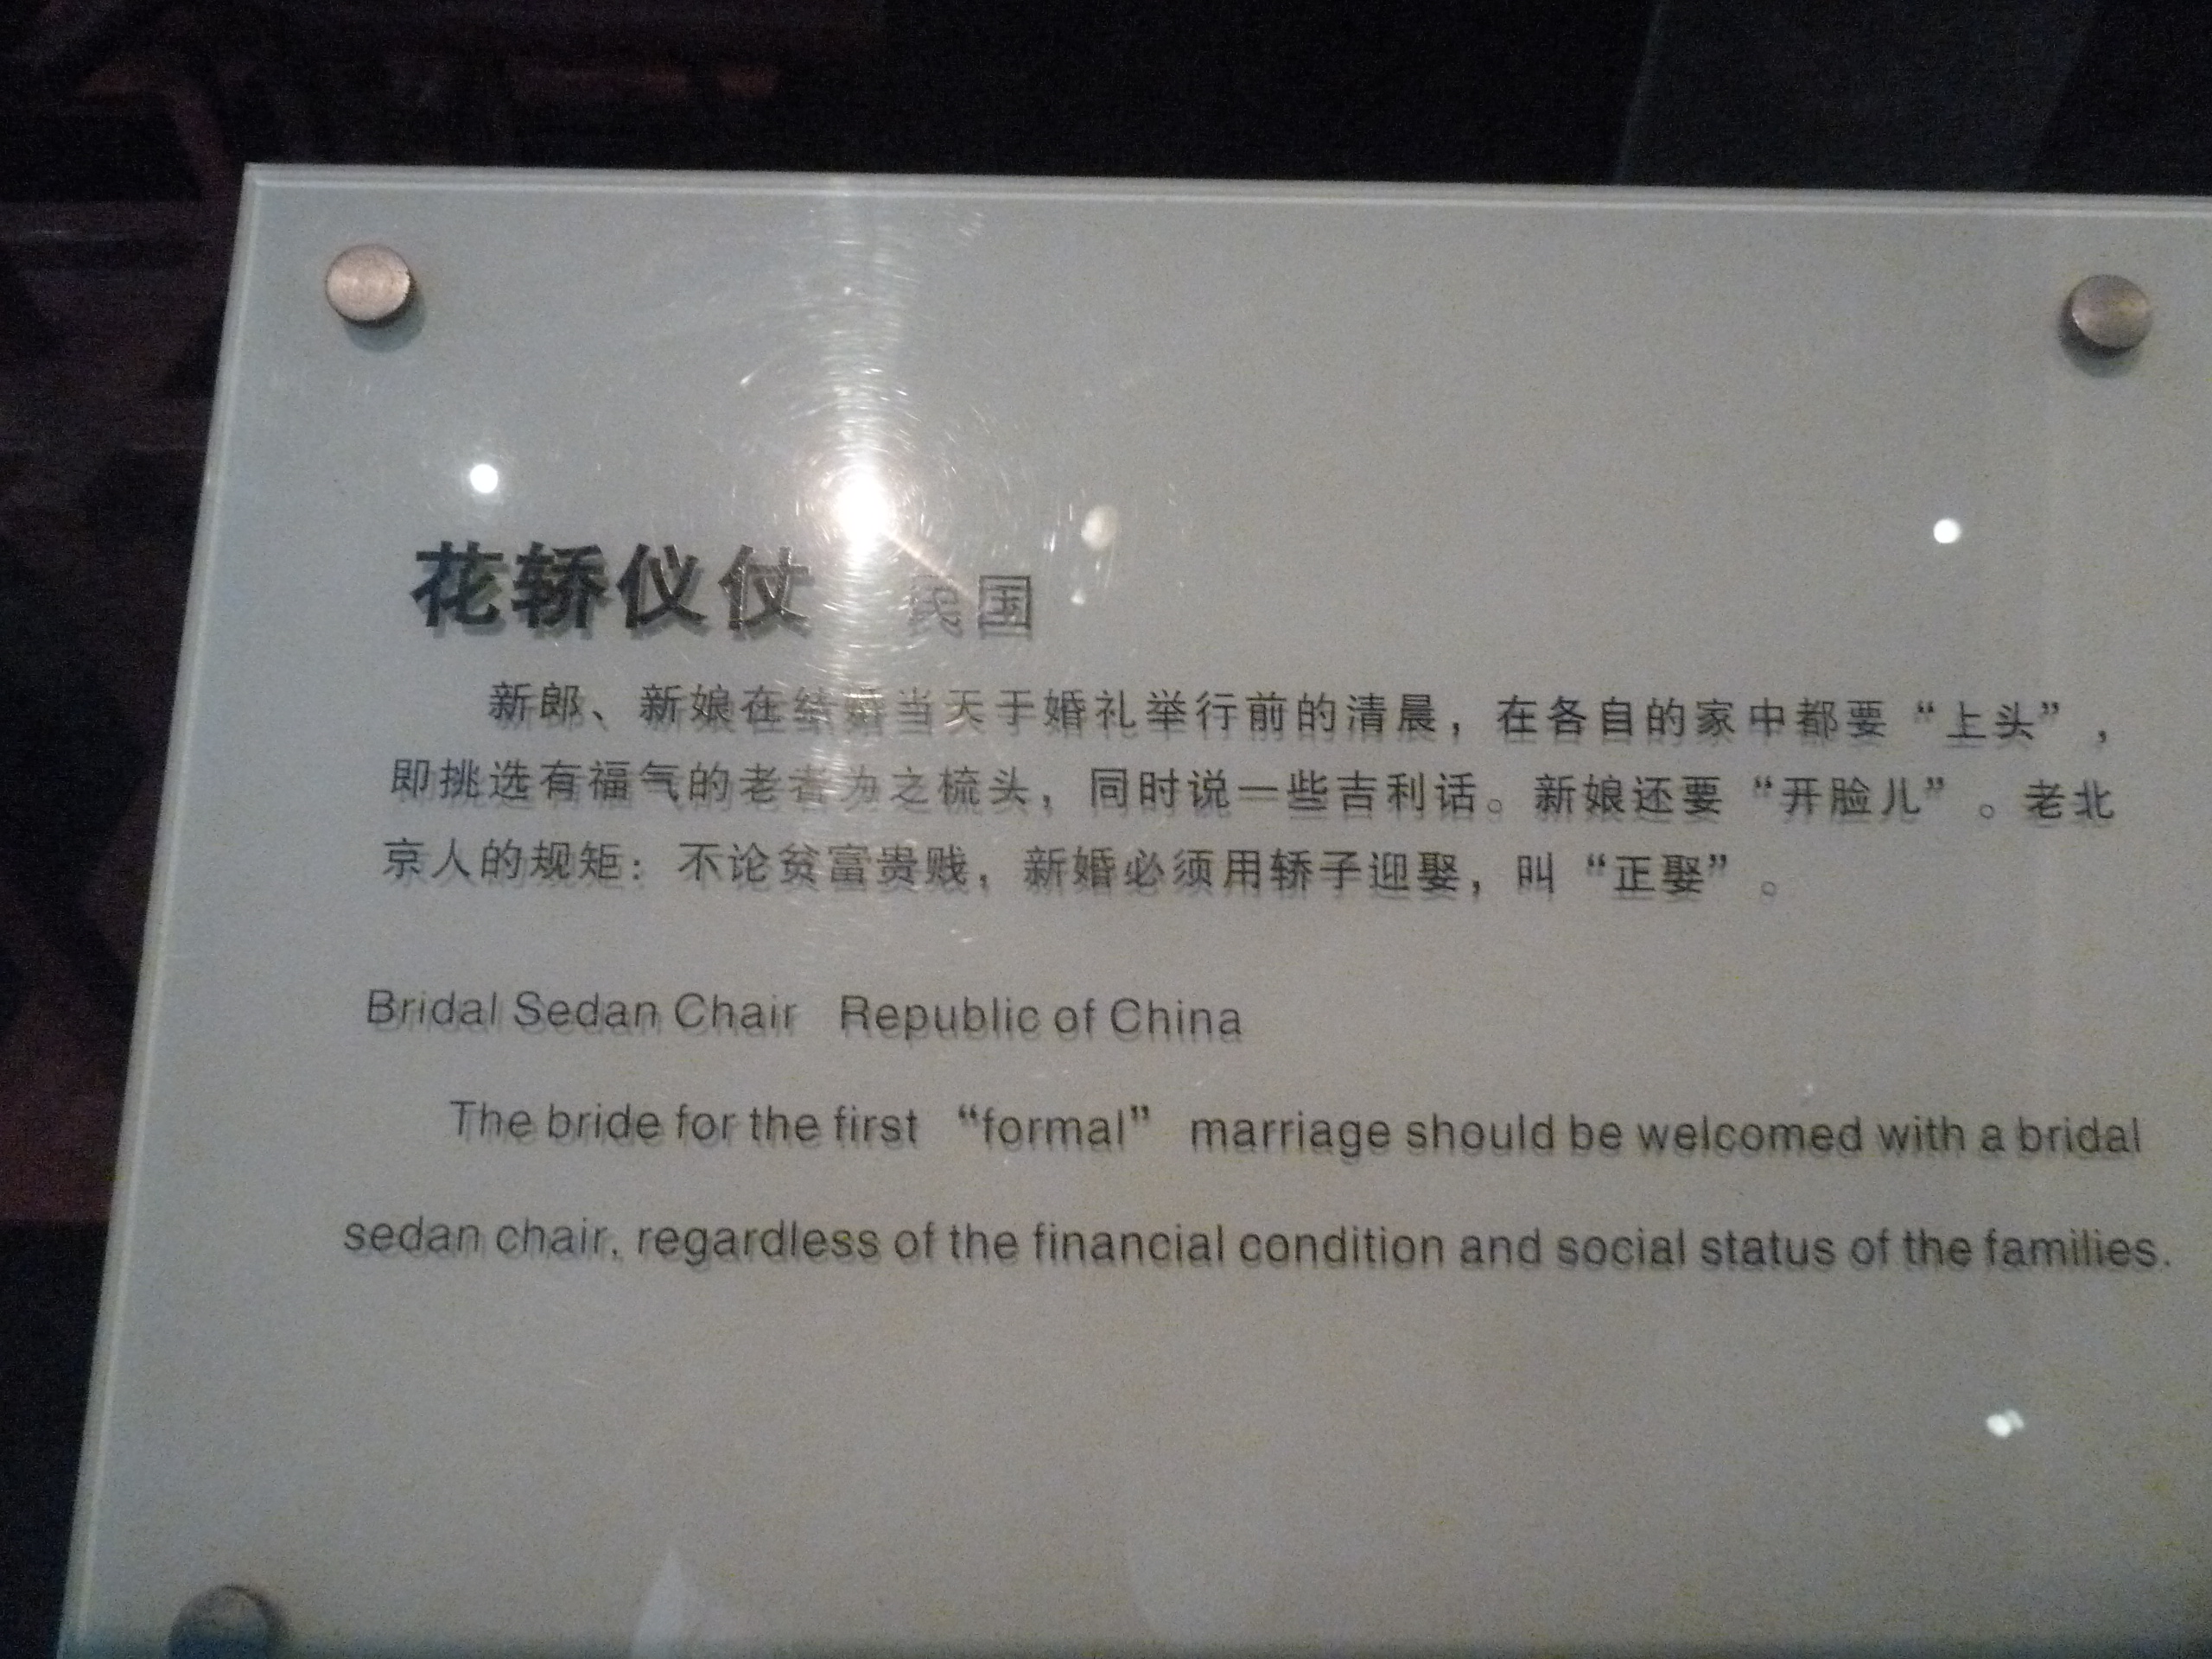 花轿仪仗 民国
新郎、新娘在结婚当天于婚礼举行前的清晨，在各自的家中都要“上头”，
即挑选有福气的老者为之梳头，同时说一些吉利话。新娘还要“开脸儿”。老北
京人的规矩：不论贫富贵贱，新婚必须用轿子迎娶，叫“正娶”。
Bridal Sedan Chair Republic of China
The bride for the first “formal” marriage should be welcomed with a bridal
sedan chair, regardless of the financial condition and social status of the families.